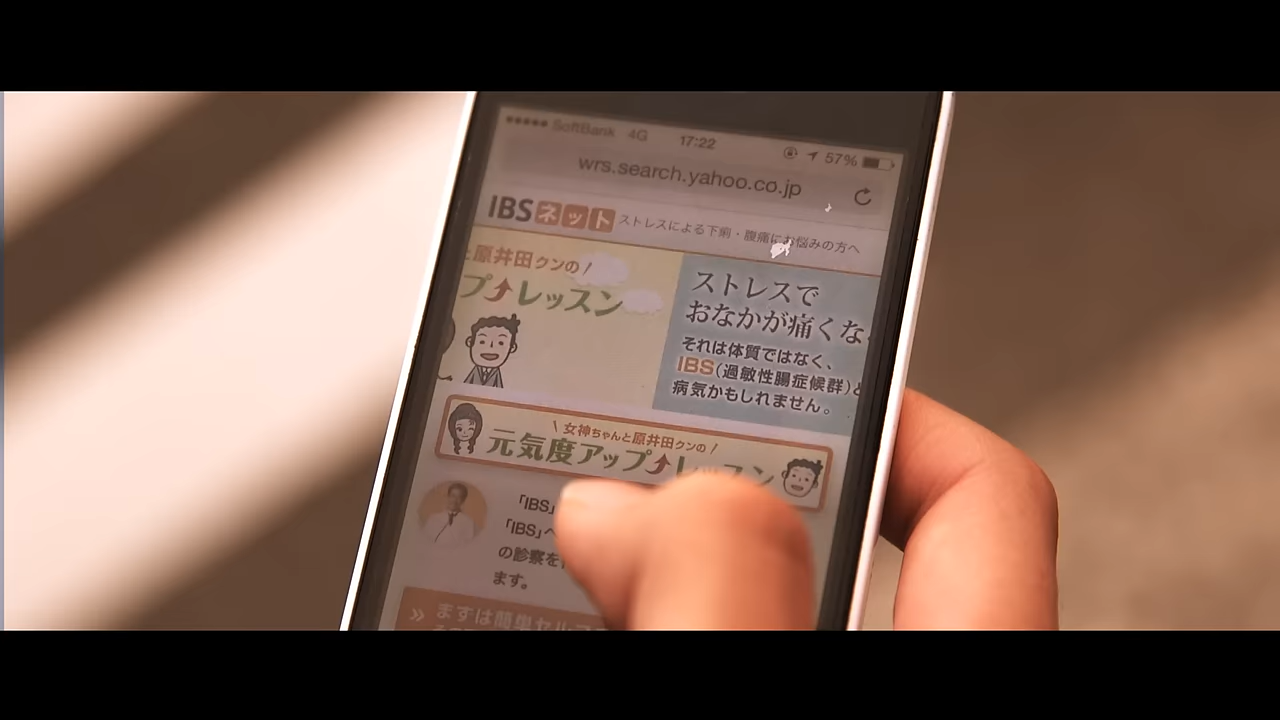 SoftBank 4G 17:22 57%
wrs.search.yahoo.co.jp
IBSネット ストレスによる下痢・腹痛にお悩みの方へ
原井田クンの/
プ レッスン
ストレスで
おなかが痛くな
それは体質ではなく、
IBS(過敏性腸症候群)と
病気かもしれません。
\ 女神ちゃんと原井田クンの /
元気度アップ レッスン
「IBS」
「IBS」へ
の診察を
ます。
» まずは簡単セル